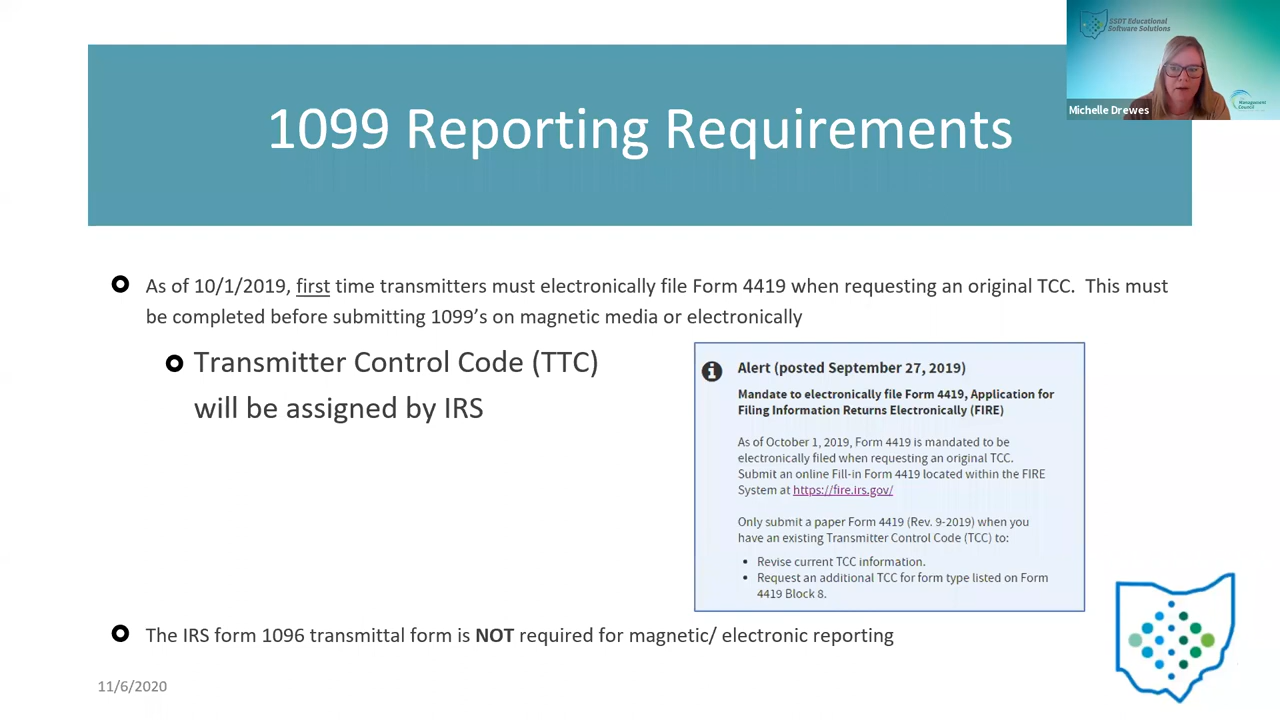 SSDT Educational
Software Solutions
Management
Council
Michelle Drewes
1099 Reporting Requirements
As of 10/1/2019, first time transmitters must electronically file Form 4419 when requesting an original TCC. This must
be completed before submitting 1099's on magnetic media or electronically
Transmitter Control Code (TTC)
will be assigned by IRS
Alert (posted September 27, 2019)
Mandate to electronically file Form 4419, Application for
Filing Information Returns Electronically (FIRE)
As of October 1, 2019, Form 4419 is mandated to be
electronically filed when requesting an original TCC.
Submit an online Fill-in Form 4419 located within the FIRE
System at https://fire.irs.gov/
Only submit a paper Form 4419 (Rev. 9-2019) when you
have an existing Transmitter Control Code (TCC) to:
Revise current TCC information.
Request an additional TCC for form type listed on Form
4419 Block 8.
The IRS form 1096 transmittal form is NOT required for magnetic/ electronic reporting
11/6/2020